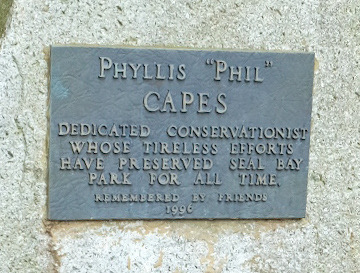 PHYLLIS "PHIL"
CAPES
DEDICATED CONSERVATIONIST
WHOSE TIRELESS EFFORTS
HAVE PRESERVED SEAL BAY
PARK FOR ALL TIME.
REMEMBERED BY FRIENDS
1996